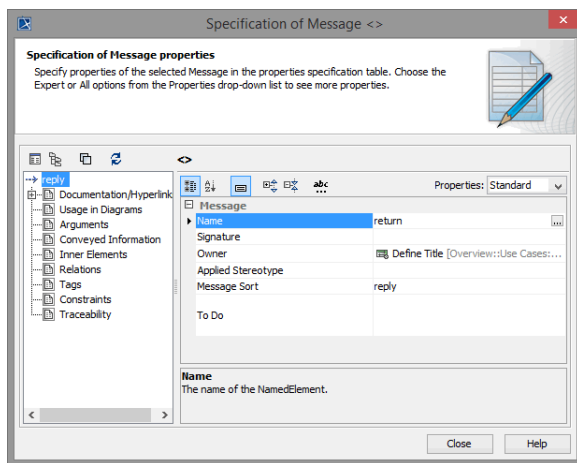 Specification of Message <>
Specification of Message properties
Specify properties of the selected Message in the properties specification table. Choose the
Expert or All options from the Properties drop-down list to see more properties.
<>
reply
Documentation/Hyperlink
Usage in Diagrams
Arguments
Conveyed Information
Inner Elements
Relations
Tags
Constraints
Traceability
abc Properties: Standard
Message
Name return ...
Signature
Owner Define Title [Overview::Use Cases:...
Applied Stereotype
Message Sort reply
To Do
Name
The name of the NamedElement.
Close Help